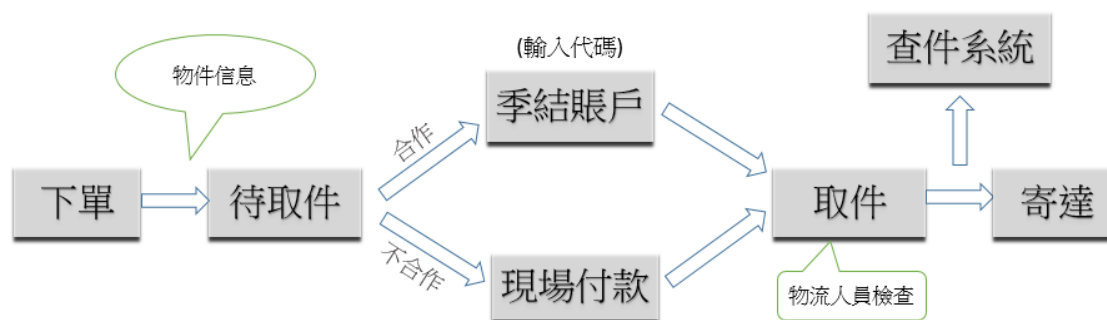 物件信息
(輸入代碼)
查件系統
季結賬戶
合作
下單
待取件
取件
寄達
不合作
現場付款
物流人員檢查